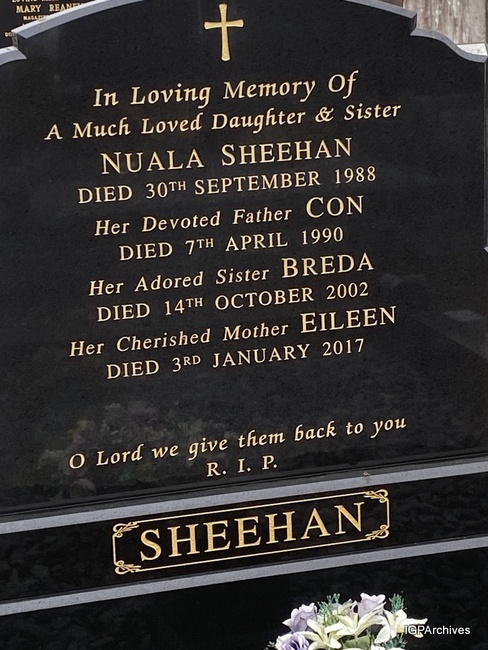 MARY REANE
In Loving Memory Of
A Much Loved Daughter & Sister
NUALA SHEEHAN
DIED 30TH SEPTEMBER 1988
Her Devoted Father CON
DIED 7TH APRIL 1990
Her Adored Sister BREDA
DIED 14TH OCTOBER 2002
Her Cherished Mother EILEEN
DIED 3RD JANUARY 2017
O Lord we give them back to you
R. I. P.
SHEEHAN
IGPArchives